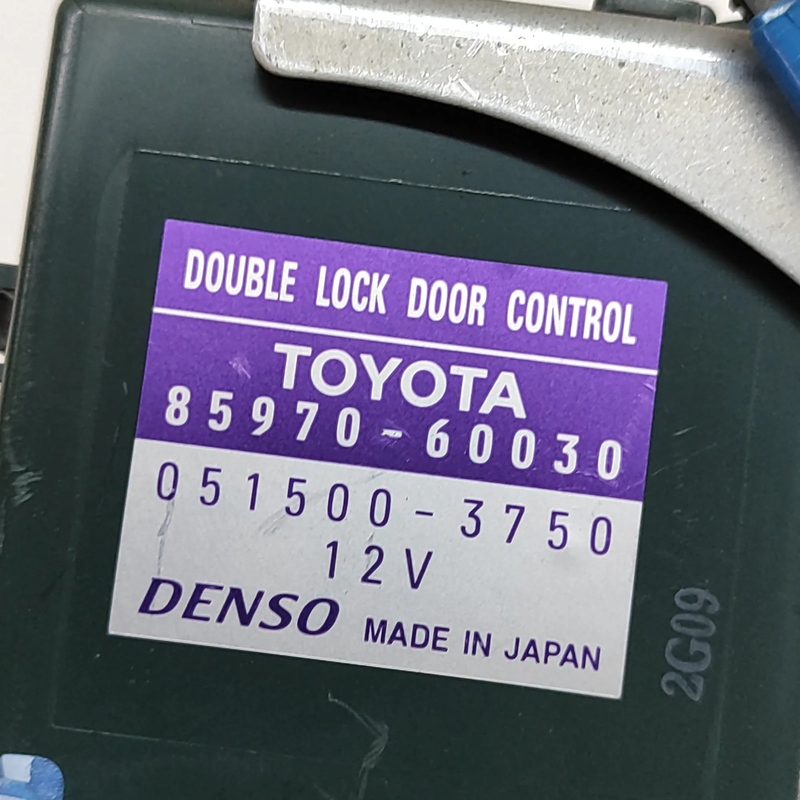 DOUBLE LOCK DOOR CONTROL
TOYOTA
85970-60030
051500-3750
12V
DENSO MADE IN JAPAN
2G09